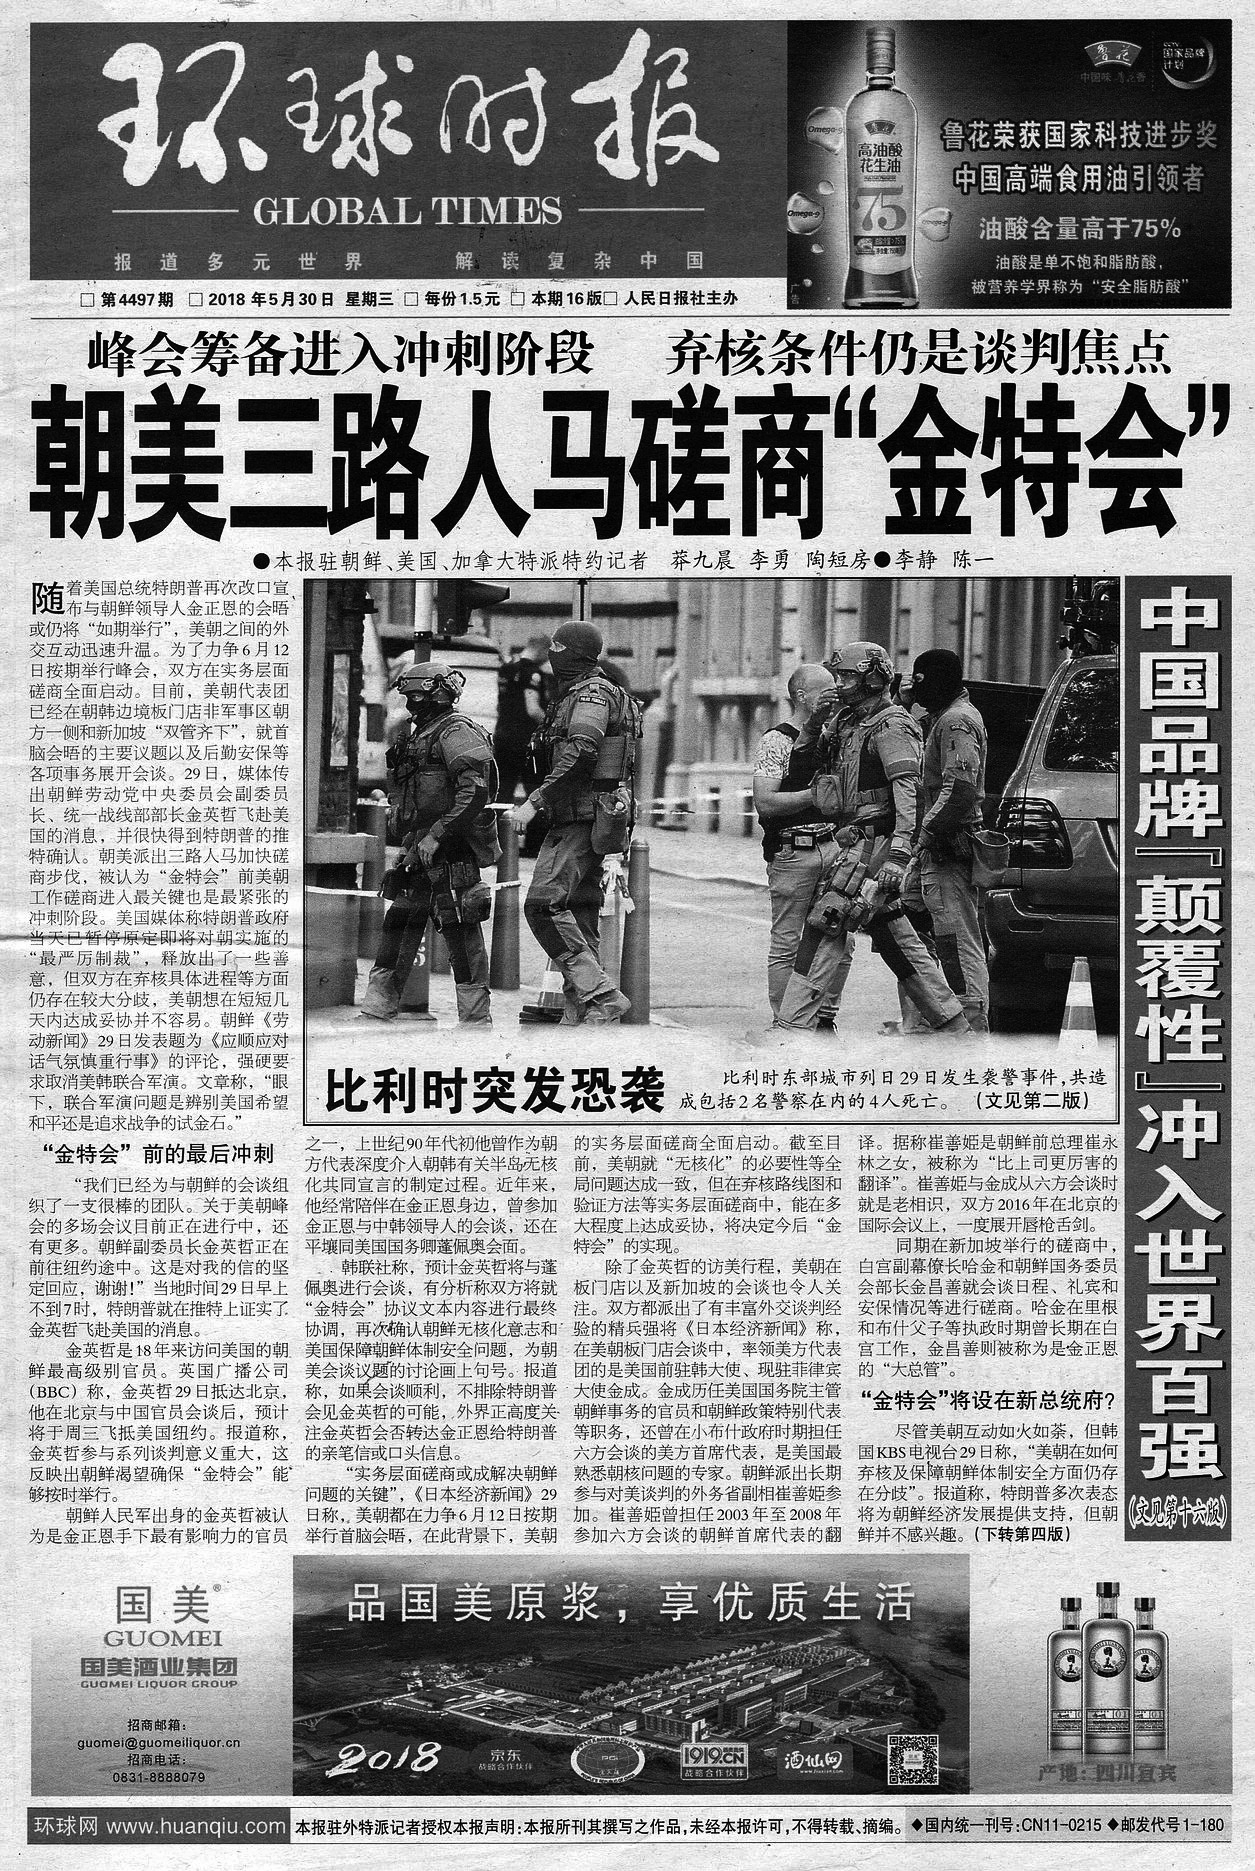 环球时报
GLOBAL TIMES
报道多元世界 解读复杂中国
鲁花
中国味 鲁花香
CCTV
国家品牌
计划
Omega-9
Omega-9
Omega-9
鲁花
高油酸
花生油
75
鲁花荣获国家科技进步奖
中国高端食用油引领者
油酸含量高于75%
油酸是单不饱和脂肪酸,
被营养学界称为“安全脂肪酸”
广告
□ 第4497期 □ 2018年5月30日 星期三 □ 每份1.5元 □ 本期16版□ 人民日报社主办
峰会筹备进入冲刺阶段 弃核条件仍是谈判焦点
朝美三路人马磋商“金特会”
●本报驻朝鲜、美国、加拿大特派特约记者 莽九晨 李勇 陶短房●李静 陈一
随着美国总统特朗普再次改口宣
布与朝鲜领导人金正恩的会晤
或仍将“如期举行”，美朝之间的外
交互动迅速升温。为了力争6月12
日按期举行峰会，双方在实务层面
磋商全面启动。目前，美朝代表团
已经在朝韩边境板门店非军事区朝
方一侧和新加坡“双管齐下”，就首
脑会晤的主要议题以及后勤安保等
各项事务展开会谈。29日，媒体传
出朝鲜劳动党中央委员会副委员
长、统一战线部部长金英哲飞赴美
国的消息，并很快得到特朗普的推
特确认。朝美派出三路人马加快磋
商步伐，被认为“金特会”前美朝
工作磋商进入最关键也是最紧张的
冲刺阶段。美国媒体称特朗普政府
当天已暂停原定即将对朝实施的
“最严厉制裁”，释放出了一些善
意，但双方在弃核具体进程等方面
仍存在较大分歧，美朝想在短短几
天内达成妥协并不容易。朝鲜《劳
动新闻》29日发表题为《应顺应对
话气氛慎重行事》的评论，强硬要
求取消美韩联合军演。文章称，“眼
下，联合军演问题是辨别美国希望
和平还是追求战争的试金石。”
“金特会”前的最后冲刺
“我们已经为与朝鲜的会谈组
织了一支很棒的团队。关于美朝峰
会的多场会议目前正在进行中，还
有更多。朝鲜副委员长金英哲正在
前往纽约途中。这是对我的信的坚
定回应，谢谢！”当地时间29日早上
不到7时，特朗普就在推特上证实了
金英哲飞赴美国的消息。
金英哲是18年来访问美国的朝
鲜最高级别官员。英国广播公司
（BBC）称，金英哲29日抵达北京，
他在北京与中国官员会谈后，预计
将于周三飞抵美国纽约。报道称，
金英哲参与系列谈判意义重大，这
反映出朝鲜渴望确保“金特会”能
够按时举行。
朝鲜人民军出身的金英哲被认
为是金正恩手下最有影响力的官员
比利时突发恐袭
比利时东部城市列日29日发生袭警事件,共造
成包括2名警察在内的4人死亡。（文见第二版）
之一，上世纪90年代初他曾作为朝
方代表深度介入朝韩有关半岛无核
化共同宣言的制定过程。近年来，
他经常陪伴在金正恩身边，曾参加
金正恩与中韩领导人的会谈，还在
平壤同美国国务卿蓬佩奥会面。
韩联社称，预计金英哲将与蓬
佩奥进行会谈，有分析称双方将就
“金特会”协议文本内容进行最终
协调，再次确认朝鲜无核化意志和
美国保障朝鲜体制安全问题，为朝
美会谈议题的讨论画上句号。报道
称，如果会谈顺利，不排除特朗普
会见金英哲的可能，外界正高度关
注金英哲会否转达金正恩给特朗普
的亲笔信或口头信息。
“实务层面磋商或成解决朝鲜
问题的关键”，《日本经济新闻》29
日称，美朝都在力争6月12日按期
举行首脑会晤，在此背景下，美朝
的实务层面磋商全面启动。截至目
前，美朝就“无核化”的必要性等全
局问题达成一致，但在弃核路线图和
验证方法等实务层面磋商中，能在多
大程度上达成妥协，将决定今后“金
特会”的实现。
除了金英哲的访美行程，美朝在
板门店以及新加坡的会谈也令人关
注。双方都派出了有丰富外交谈判经
验的精兵强将《日本经济新闻》称，
在美朝板门店会谈中，率领美方代表
团的是美国前驻韩大使、现驻菲律宾
大使金成。金成历任美国国务院主管
朝鲜事务的官员和朝鲜政策特别代表
等职务，还曾在小布什政府时期担任
六方会谈的美方首席代表，是美国最
熟悉朝核问题的专家。朝鲜派出长期
参与对美谈判的外务省副相崔善姬参
加。崔善姬曾担任2003年至2008年
参加六方会谈的朝鲜首席代表的翻
译。据称崔善姬是朝鲜前总理崔永
林之女，被称为“比上司更厉害的
翻译”。崔善姬与金成从六方会谈时
就是老相识，双方2016年在北京的
国际会议上，一度展开唇枪舌剑。
同期在新加坡举行的磋商中，
白宫副幕僚长哈金和朝鲜国务委员
会部长金昌善就会谈日程、礼宾和
安保情况等进行磋商。哈金在里根
和布什父子等执政时期曾长期在白
宫工作，金昌善则被称为是金正恩
的“大总管”。
“金特会”将设在新总统府?
尽管美朝互动如火如荼，但韩
国KBS电视台29日称，“美朝在如何
弃核及保障朝鲜体制安全方面仍存
在分歧”。报道称，特朗普多次表态
将为朝鲜经济发展提供支持，但朝
鲜并不感兴趣。（下转第四版）
中国品牌『颠覆性』冲入世界百强
（文见第十六版）
国美®
GUOMEI
国美酒业集团
GUOMEI LIQUOR GROUP
招商邮箱：
guomei@guomeiliquor.cn
招商电话：
0831-8888079
品国美原浆，享优质生活
2018
京东
战略合作伙伴
1919.CN
战略合作伙伴
酒仙网
产地：四川宜宾
环球网 www.huanqiu.com
本报驻外特派记者授权本报声明：本报所刊其撰写之作品,未经本报许可,不得转载、摘编。
◆国内统一刊号：CN11-0215 ◆邮发代号1-180